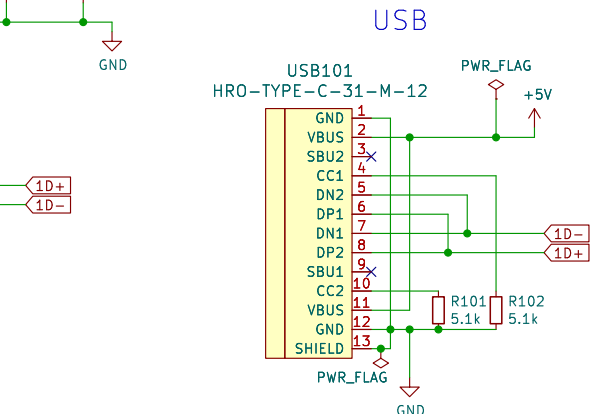 USB
GND
USB101
HRO-TYPE-C-31-M-12
PWR_FLAG
+5V
GND 1
VBUS 2
SBU2 3
CC1 4
DN2 5
DP1 6
DN1 7
DP2 8
SBU1 9
CC2 10
VBUS 11
GND 12
SHIELD 13
1D+
1D-
1D-
1D+
R101
5.1k
R102
5.1k
PWR_FLAG
GND